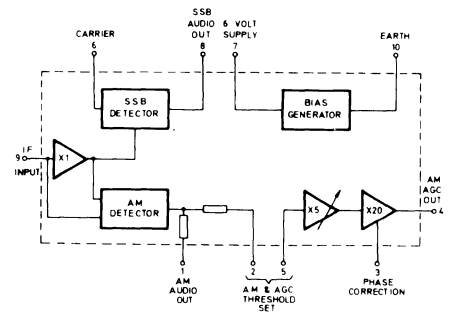 SSB
AUDIO
OUT
8
6 VOLT
SUPPLY
7
CARRIER
6
EARTH
10
SSB
DETECTOR
BIAS
GENERATOR
IF
9
INPUT
X1
AM
DETECTOR
X5
X20
AM
AGC
OUT
4
1
AM
AUDIO
OUT
2
5
AM & AGC
THRESHOLD
SET
3
PHASE
CORRECTION